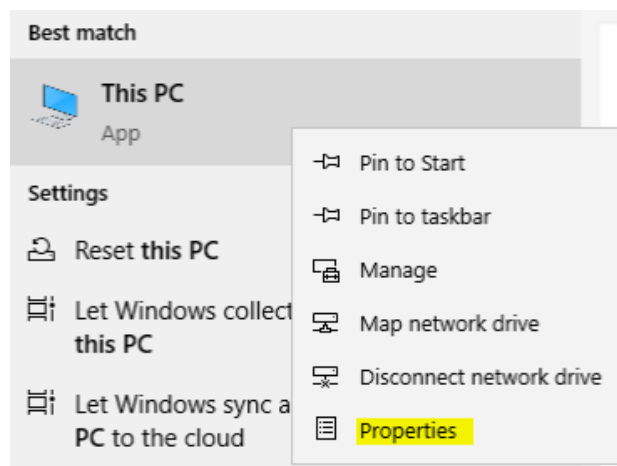 Best match
This PC
App
Settings
Reset this PC
Let Windows collect
this PC
Let Windows sync a
PC to the cloud
Pin to Start
Pin to taskbar
Manage
Map network drive
Disconnect network drive
Properties